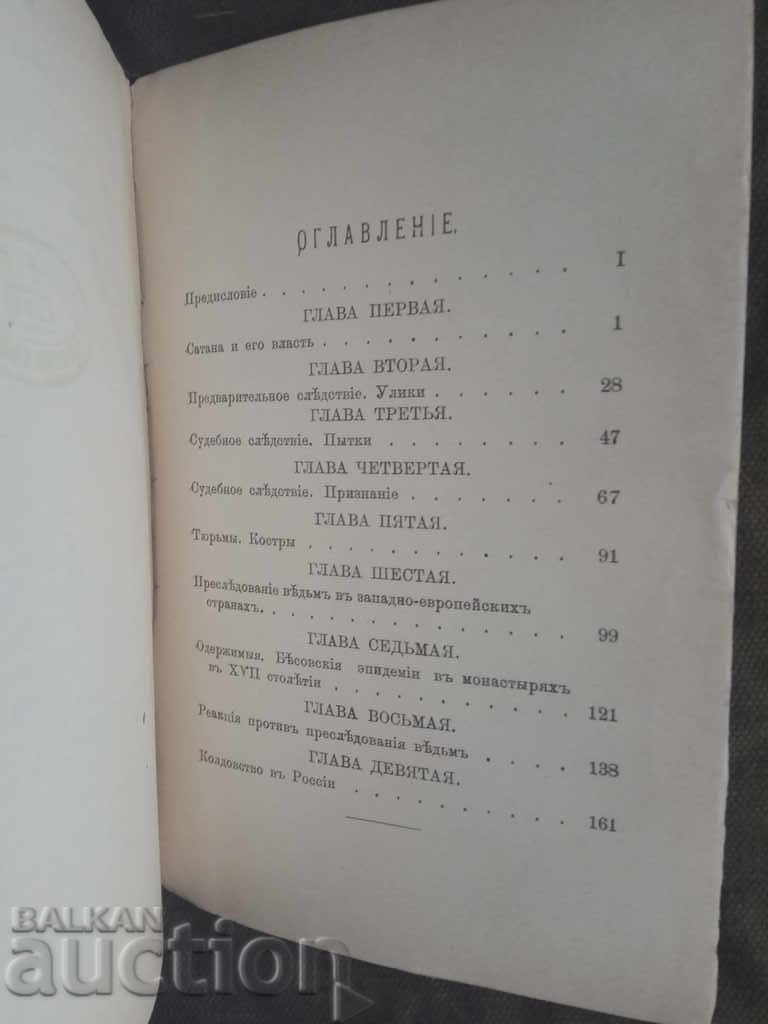 ОГЛАВЛЕНІЕ.
Предисловіе . . . . . . . . . . . . . I
ГЛАВА ПЕРВАЯ.
Сатана и его власть . . . . . . . . . . . 1
ГЛАВА ВТОРАЯ.
Предварительное слѣдствіе. Улики . . . . . . 28
ГЛАВА ТРЕТЬЯ.
Судебное слѣдствіе. Пытки . . . . . . . . 47
ГЛАВА ЧЕТВЕРТАЯ.
Судебное слѣдствіе. Признаніе . . . . . . . 67
ГЛАВА ПЯТАЯ.
Тюрьмы. Костры . . . . . . . . . . . 91
ГЛАВА ШЕСТАЯ.
Преслѣдованіе вѣдьмъ въ западно-европейскихъ
странахъ. . . . . . . . . . . . . 99
ГЛАВА СЕДЬМАЯ.
Одержимыя. Бѣсовскія эпидеміи въ монастыряхъ
въ XVII столѣтіи . . . . . . . . . . 121
ГЛАВА ВОСЬМАЯ.
Реакція противъ преслѣдованія вѣдьмъ . . . . 138
ГЛАВА ДЕВЯТАЯ.
Колдовство въ Россіи . . . . . . . . . . 161
BALKAN
auction